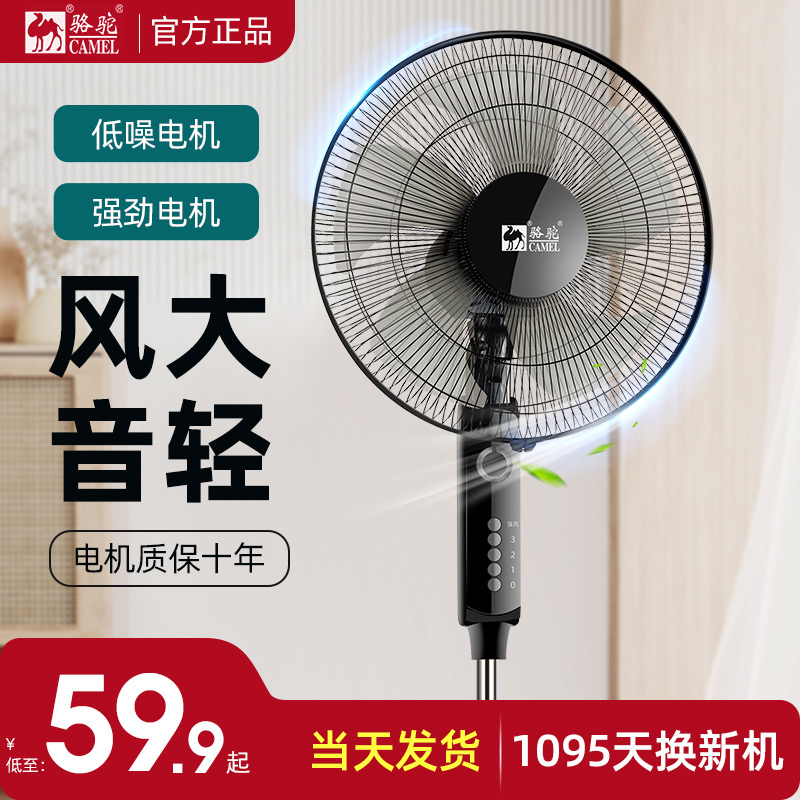 骆驼®
CAMEL
官方正品
低噪电机
强劲电机
风大
音轻
电机质保十年
®骆驼®
CAMEL
强风
3
2
1
0
¥
低至:59.9起
当天发货
1095天换新机